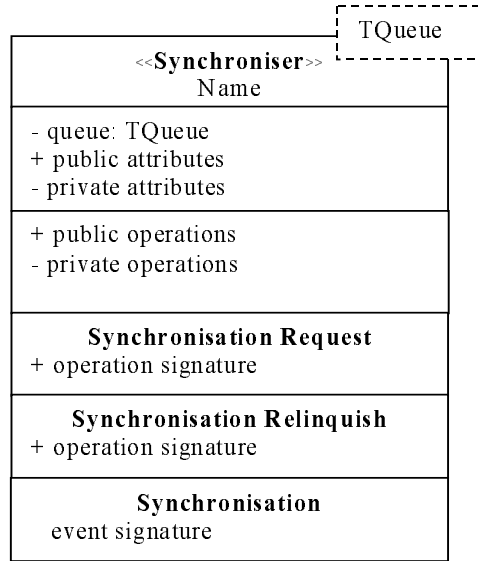 TQueue
<<Synchroniser>>
Name
- queue: TQueue
+ public attributes
- private attributes
+ public operations
- private operations
Synchronisation Request
+ operation signature
Synchronisation Relinquish
+ operation signature
Synchronisation
event signature